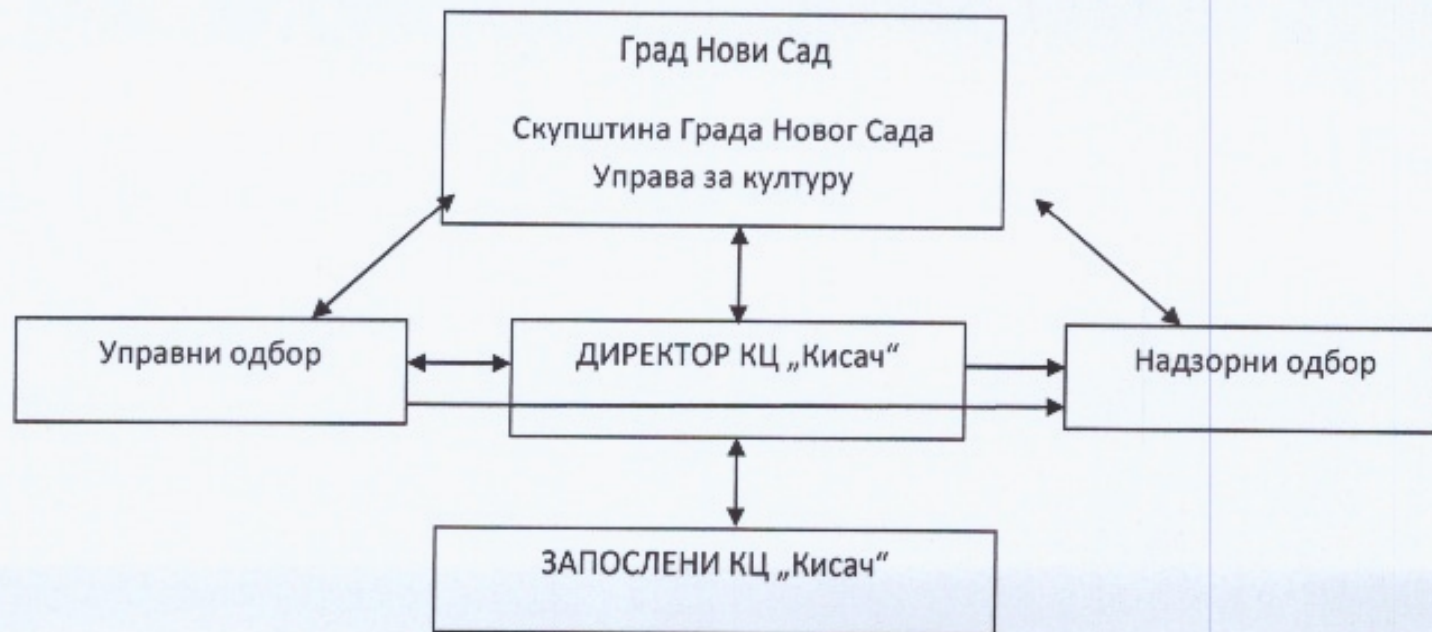 Град Нови Сад
Скупштина Града Новог Сада
Управа за културу
Управни одбор
ДИРЕКТОР КЦ „Кисач“
Надзорни одбор
ЗАПОСЛЕНИ КЦ „Кисач“